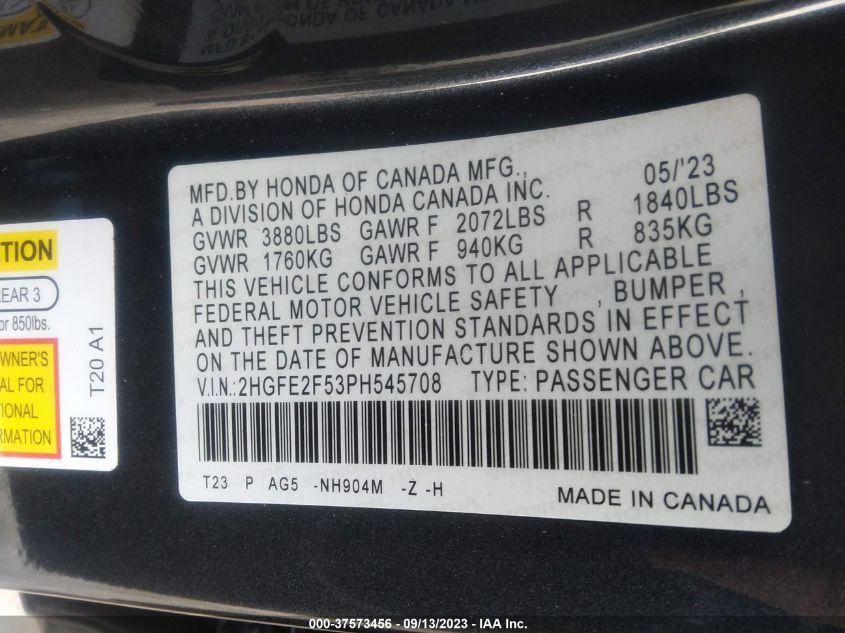 MFD.BY HONDA OF CANADA MFG., 05/'23
A DIVISION OF HONDA CANADA INC.
GVWR 3880LBS GAWR F 2072LBS R 1840LBS
GVWR 1760KG GAWR F 940KG R 835KG
THIS VEHICLE CONFORMS TO ALL APPLICABLE
FEDERAL MOTOR VEHICLE SAFETY , BUMPER ,
AND THEFT PREVENTION STANDARDS IN EFFECT
ON THE DATE OF MANUFACTURE SHOWN ABOVE.
V.I.N.:2HGFE2F53PH545708 TYPE: PASSENGER CAR
T23 P AG5 -NH904M -Z -H
MADE IN CANADA
TION
EAR 3
or 850lbs.
WNER'S
AL FOR
TIONAL
RMATION
T20 A1
000-37573456 - 09/13/2023 - IAA Inc.